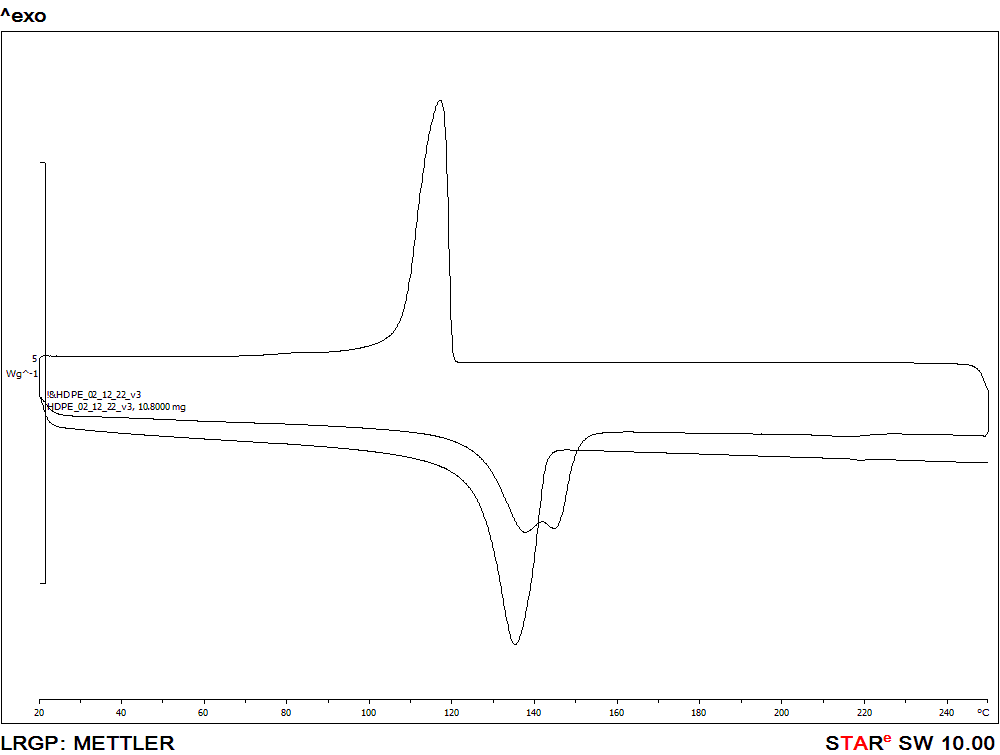 ^exo
5
Wg^-1
!&HDPE_02_12_22_v3
HDPE_02_12_22_v3, 10.8000 mg
20 40 60 80 100 120 140 160 180 200 220 240 °C
LRGP: METTLER STARe SW 10.00